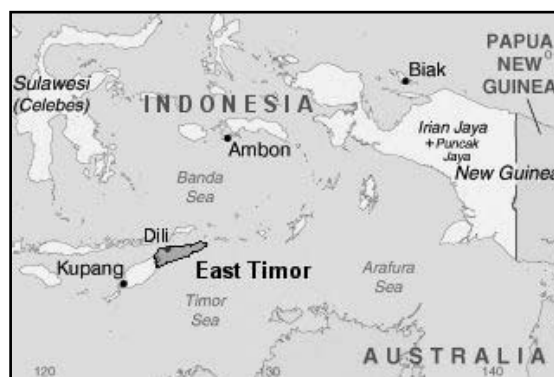 PAPUA
NEW
GUINEA
Biak
Sulawesi
(Celebes)
INDONESIA
Irian Jaya
+ Puncak
Jaya
New Guinea
Ambon
Banda
Sea
Dili
Kupang
East Timor
Arafura
Sea
Timor
Sea
AUSTRALIA
120
130
140